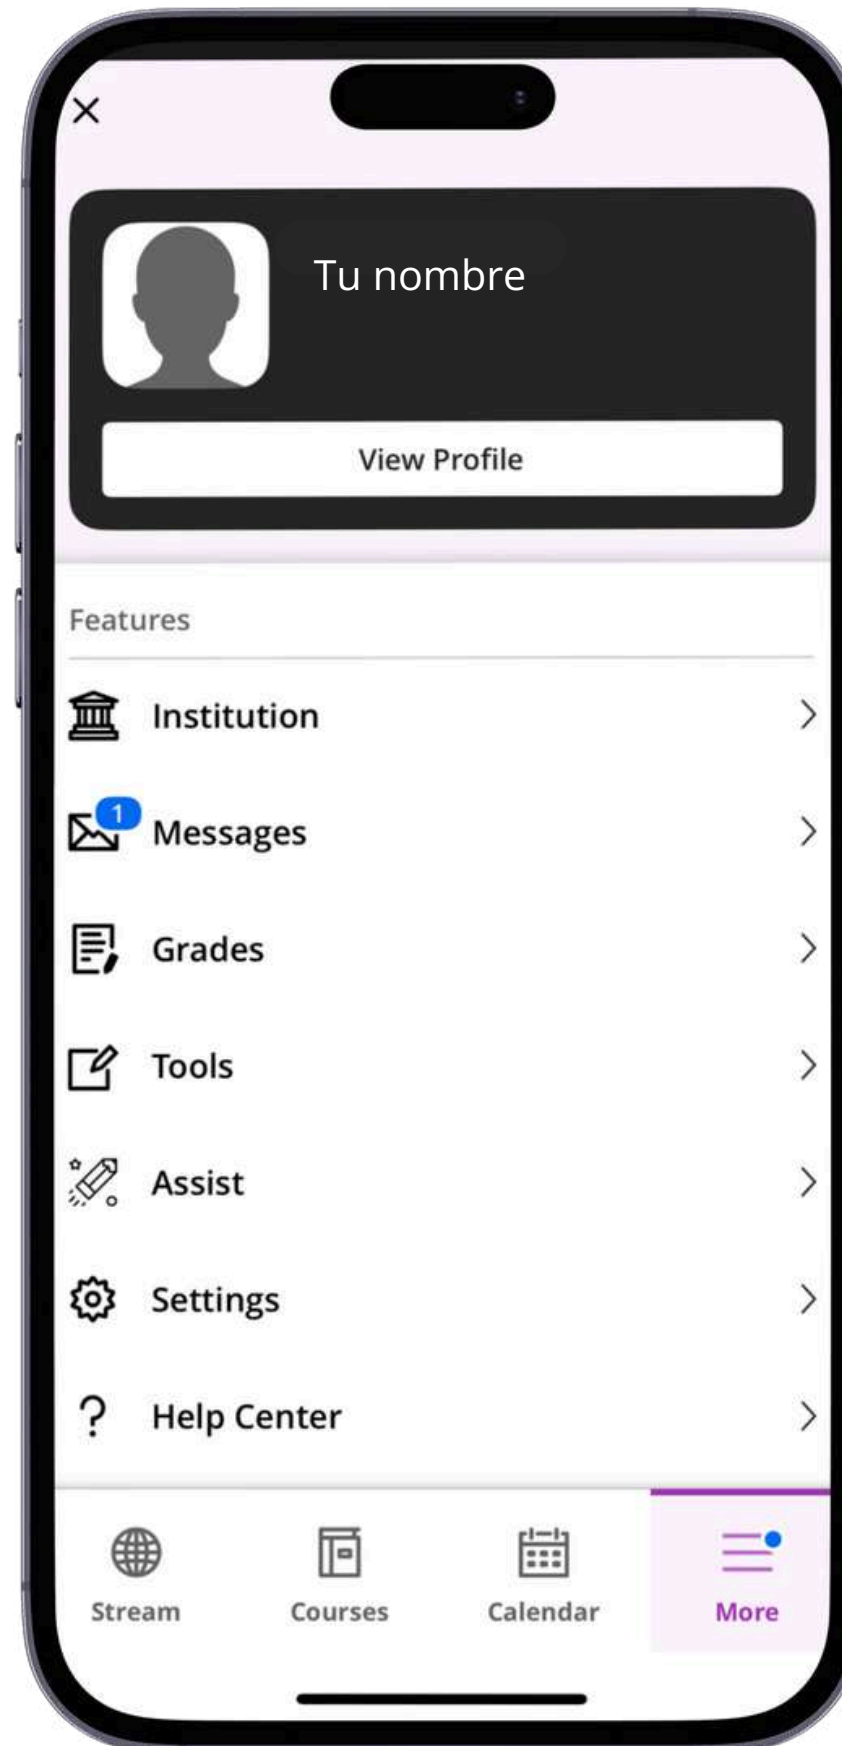 Tu nombre
View Profile
Features
Institution
1
Messages
Grades
Tools
Assist
Settings
Help Center
Stream
Courses
Calendar
More